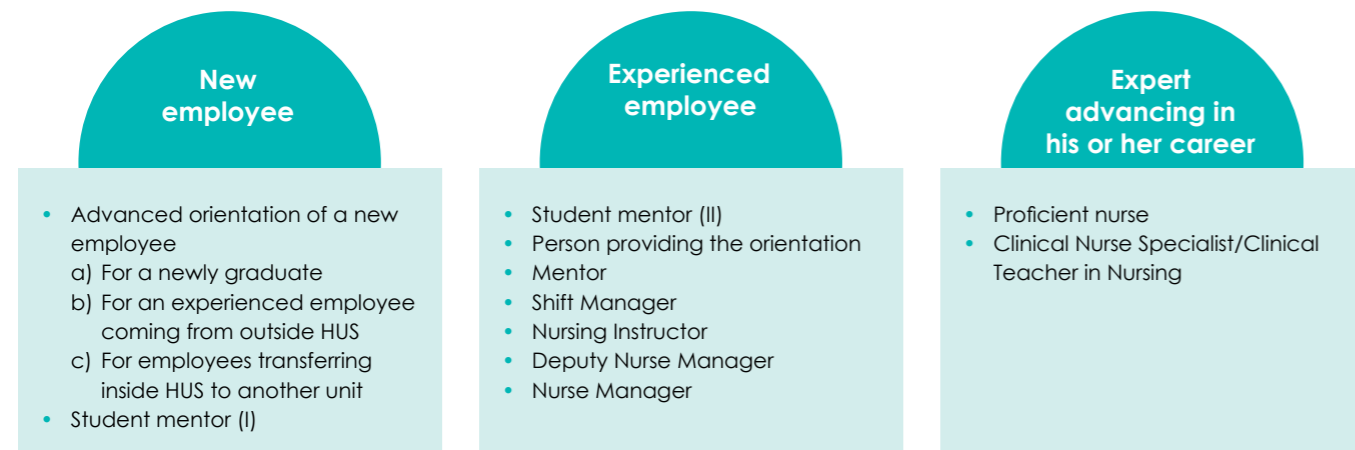 New
employee
• Advanced orientation of a new
employee
a) For a newly graduate
b) For an experienced employee
coming from outside HUS
c) For employees transferring
inside HUS to another unit
• Student mentor (I)
Experienced
employee
• Student mentor (II)
• Person providing the orientation
• Mentor
• Shift Manager
• Nursing Instructor
• Deputy Nurse Manager
• Nurse Manager
Expert
advancing in
his or her career
• Proficient nurse
• Clinical Nurse Specialist/Clinical
Teacher in Nursing